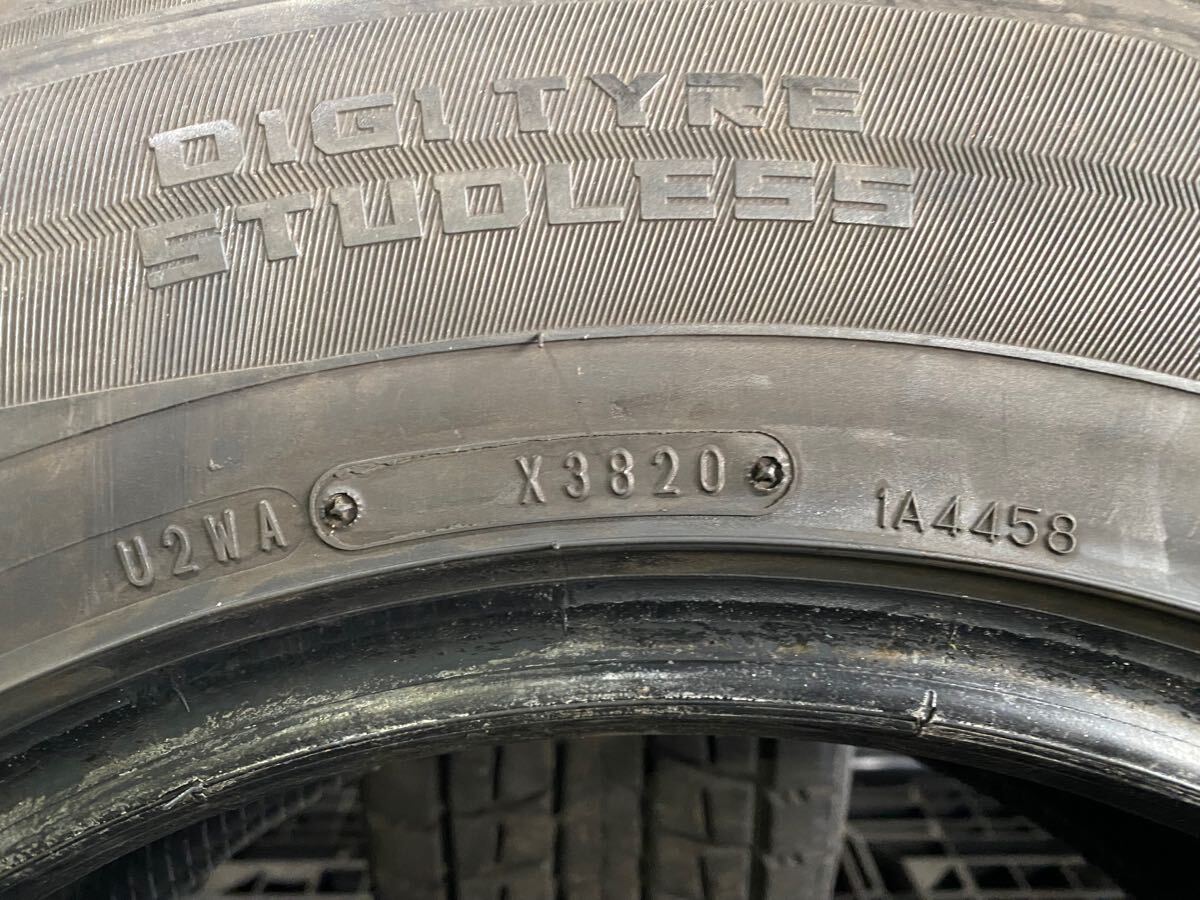 DIGI TYRE
STUDLESS
U2WA X3820 1A4458